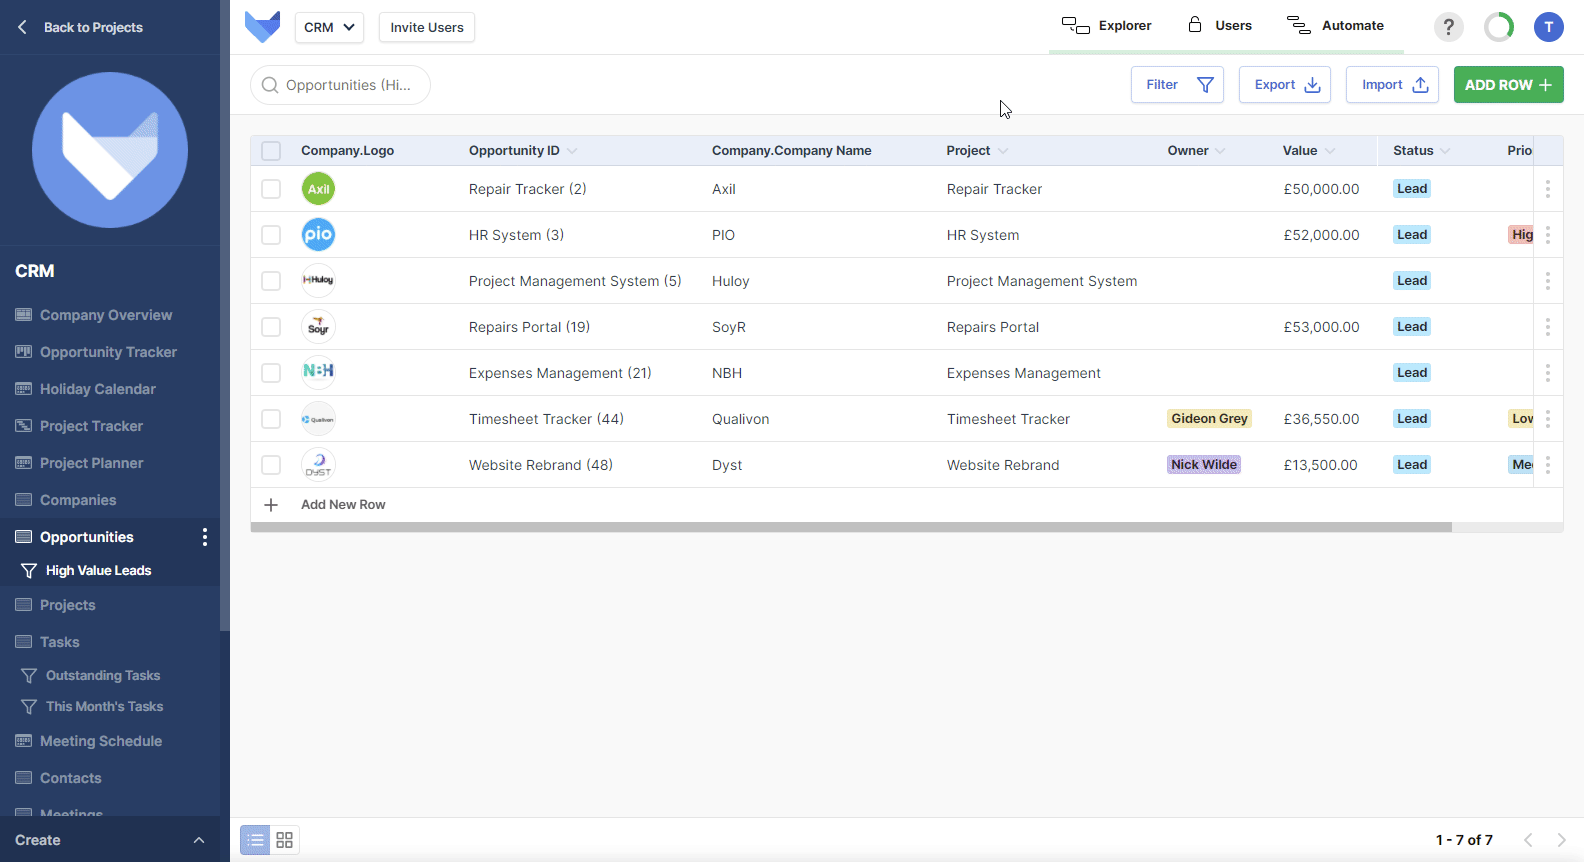 Back to Projects
CRM
Invite Users
Explorer
Users
Automate
?
T
Opportunities (Hi...
Filter
Export
Import
ADD ROW
CRM
Company Overview
Opportunity Tracker
Holiday Calendar
Project Tracker
Project Planner
Companies
Opportunities
High Value Leads
Projects
Tasks
Outstanding Tasks
This Month's Tasks
Meeting Schedule
Contacts
Meetings
Create
Company.Logo Opportunity ID Company.Company Name Project Owner Value Status Prio
Axil Repair Tracker (2) Axil Repair Tracker £50,000.00 Lead
pio HR System (3) PIO HR System £52,000.00 Lead Hig
Huloy Project Management System (5) Huloy Project Management System Lead
Soyr Repairs Portal (19) SoyR Repairs Portal £53,000.00 Lead
NBH Expenses Management (21) NBH Expenses Management Lead
Qualivon Timesheet Tracker (44) Qualivon Timesheet Tracker Gideon Grey £36,550.00 Lead Low
DYST Website Rebrand (48) Dyst Website Rebrand Nick Wilde £13,500.00 Lead Me
Add New Row
1 - 7 of 7